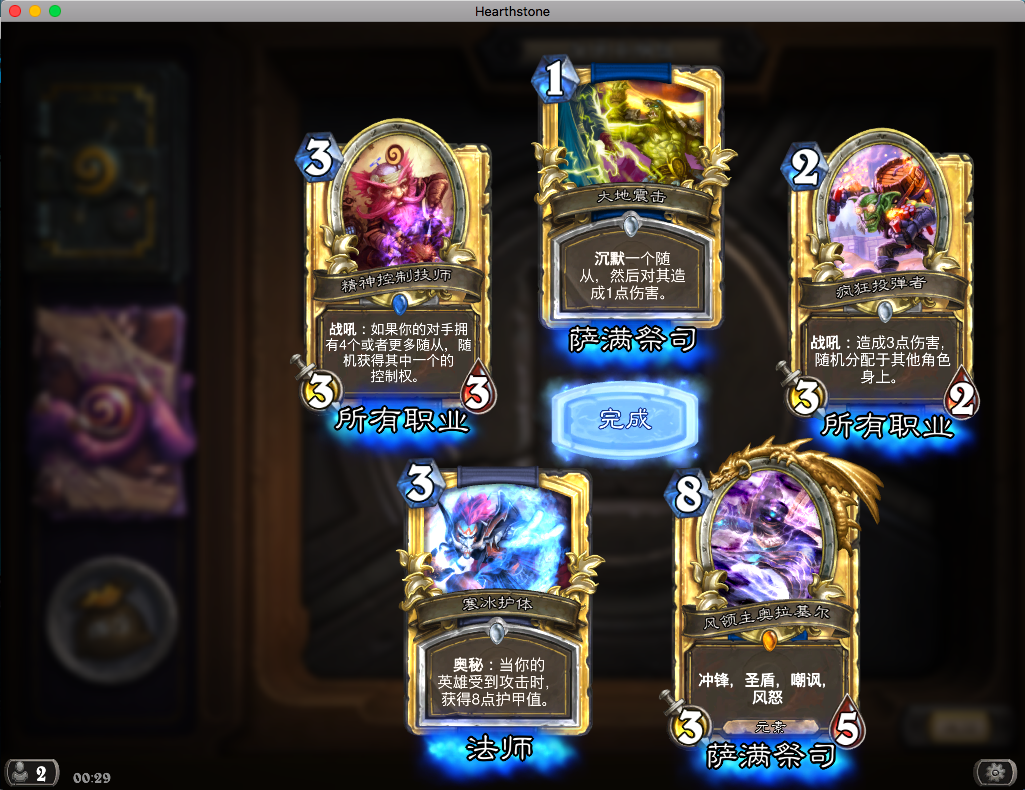 Hearthstone
1
大地震击
沉默一个随
从，然后对其造
成1点伤害。
萨满祭司
3
精神控制技师
战吼：如果你的对手拥
有4个或者更多随从，随
机获得其中一个的
控制权。
3
3
所有职业
2
疯狂投弹者
战吼：造成3点伤害，
随机分配于其他角色
身上。
3
2
所有职业
完成
3
寒冰护体
奥秘：当你的
英雄受到攻击时，
获得8点护甲值。
法师
8
风领主奥拉基尔
冲锋，圣盾，嘲讽，
风怒
3
元素
5
萨满祭司
2
00:29